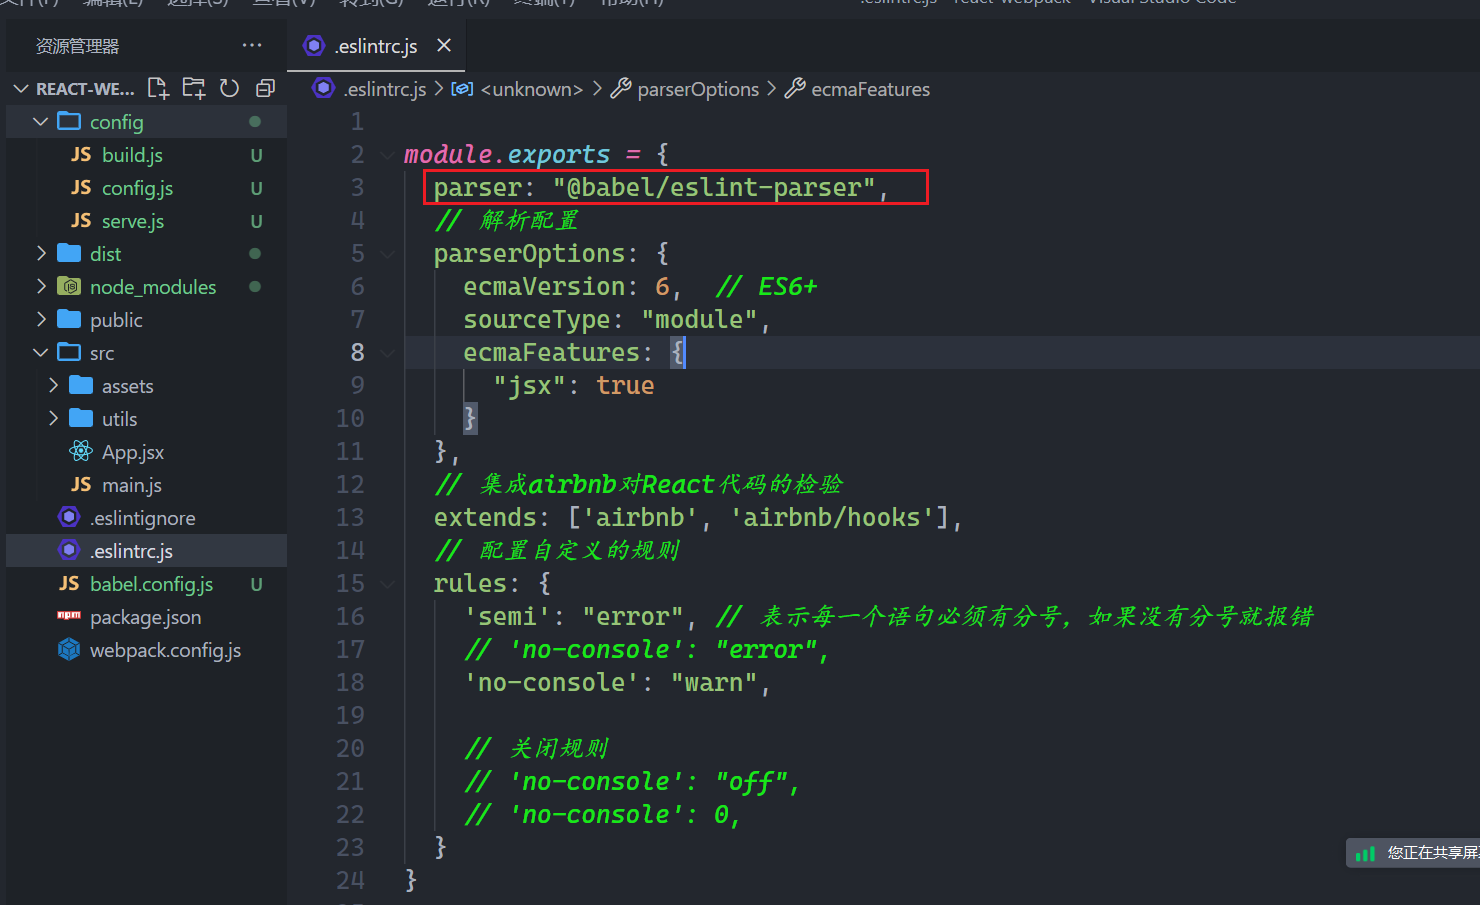 .eslintrc.js - react-webpack - Visual Studio Code
资源管理器
.eslintrc.js
REACT-WE...
.eslintrc.js > <unknown> > parserOptions > ecmaFeatures
config
build.js U
config.js U
serve.js U
dist
node_modules
public
src
assets
utils
App.jsx
main.js
.eslintignore
.eslintrc.js
babel.config.js U
package.json
webpack.config.js
1
2 module.exports = {
3 parser: "@babel/eslint-parser",
4 // 解析配置
5 parserOptions: {
6 ecmaVersion: 6, // ES6+
7 sourceType: "module",
8 ecmaFeatures: {
9 "jsx": true
10 }
11 },
12 // 集成airbnb对React代码的检验
13 extends: ['airbnb', 'airbnb/hooks'],
14 // 配置自定义的规则
15 rules: {
16 'semi': "error", // 表示每一个语句必须有分号，如果没有分号就报错
17 // 'no-console': "error",
18 'no-console': "warn",
19
20 // 关闭规则
21 // 'no-console': "off",
22 // 'no-console': 0,
23 }
24 }
您正在共享屏